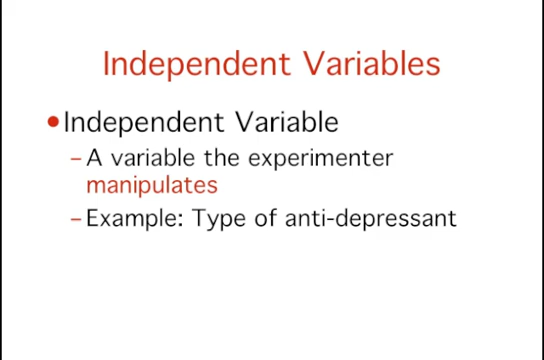 Independent Variables
•Independent Variable
–A variable the experimenter
manipulates
–Example: Type of anti-depressant